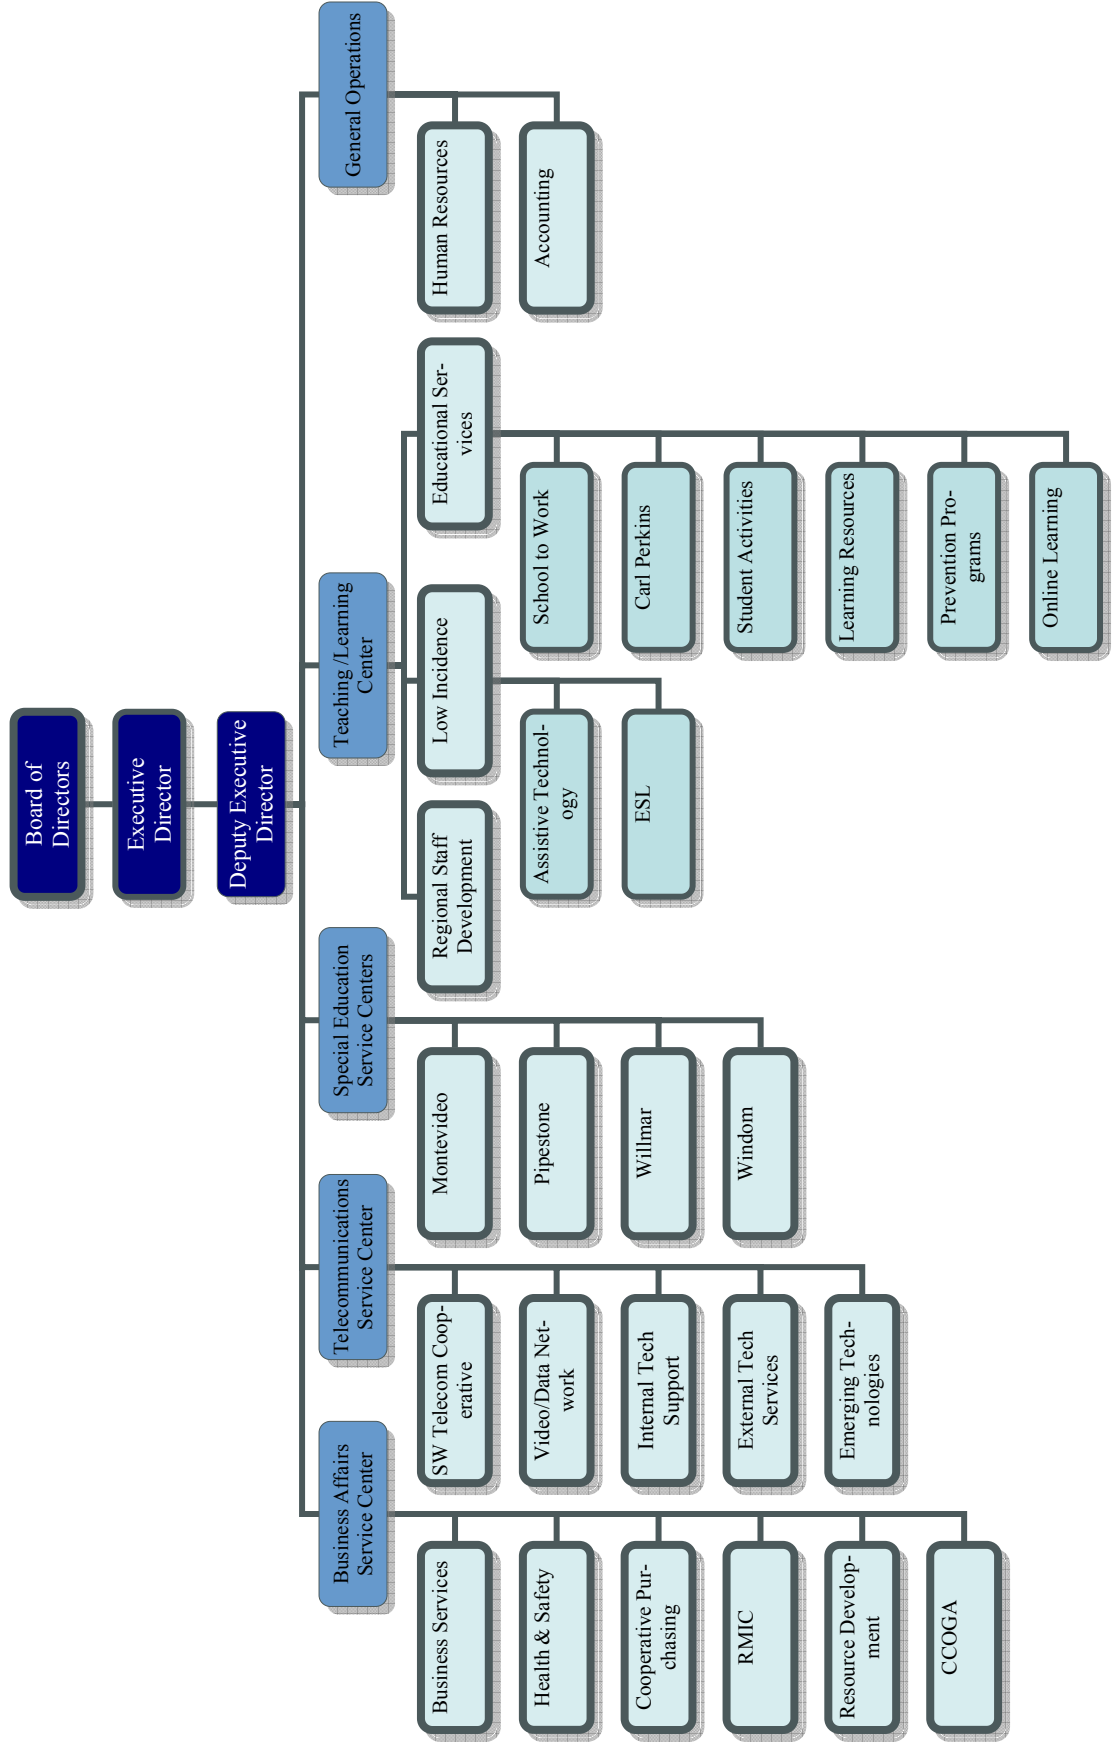 Board of
Directors
Executive
Director
Deputy Executive
Director
Business Affairs
Service Center
Business Services
Health & Safety
Cooperative Pur-
chasing
RMIC
Resource Develop-
ment
CCOGA
Telecommunications
Service Center
SW Telecom Coop-
erative
Video/Data Net-
work
Internal Tech
Support
External Tech
Services
Emerging Tech-
nologies
Special Education
Service Centers
Montevideo
Pipestone
Willmar
Windom
Teaching /Learning
Center
Regional Staff
Development
Low Incidence
Assistive Technol-
ogy
ESL
Educational Ser-
vices
School to Work
Carl Perkins
Student Activities
Learning Resources
Prevention Pro-
grams
Online Learning
General Operations
Human Resources
Accounting